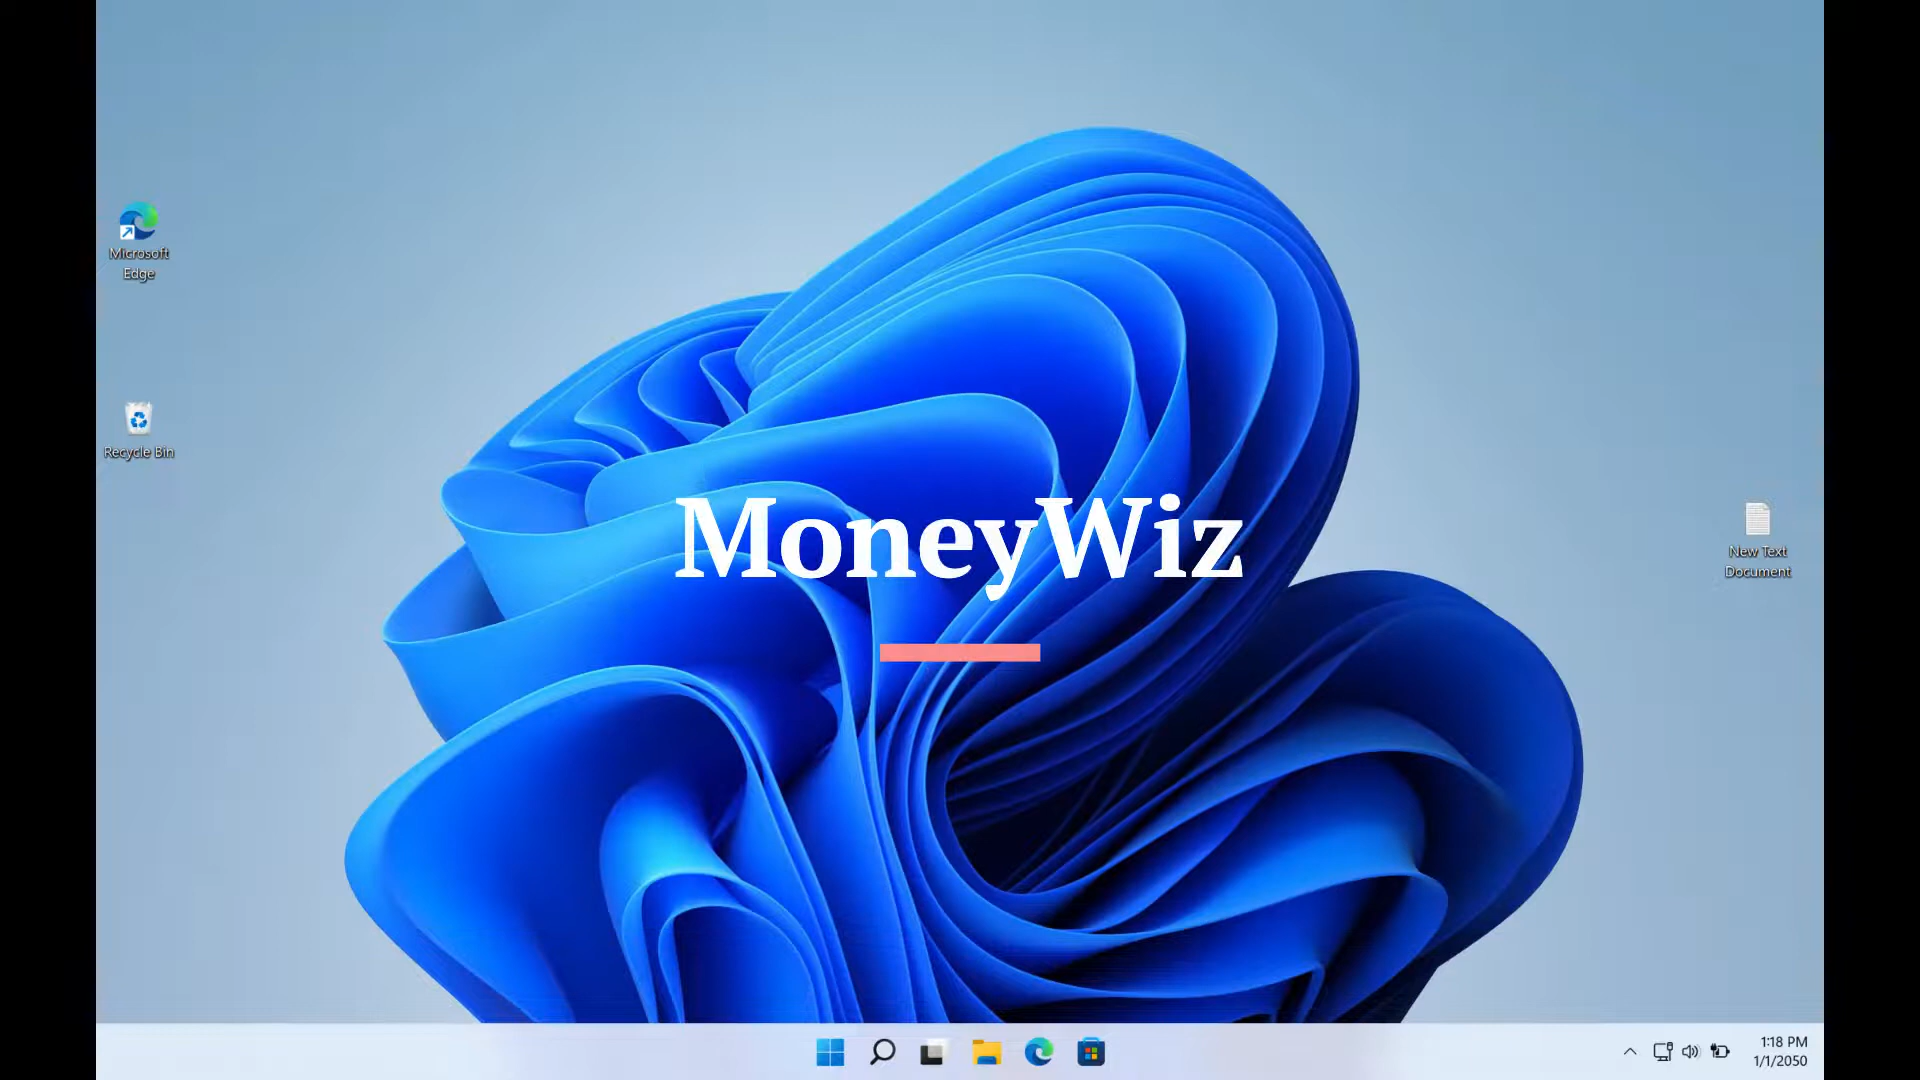 Microsoft
Edge
Recycle Bin
MoneyWiz
New Text
Document
1:18 PM
1/1/2050